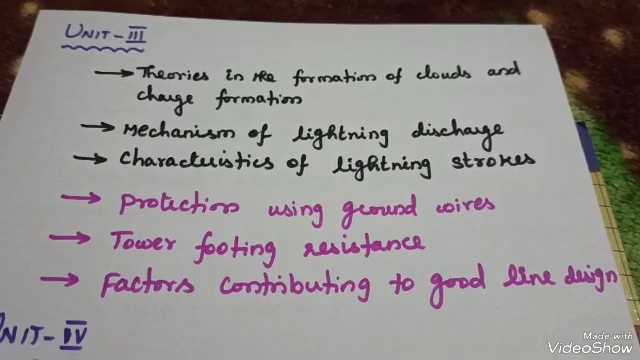 UNIT-III
→ Theories in the formation of clouds and
charge formation
→ Mechanism of lightning discharge
→ Characteristics of lightning strokes
→ Protection using ground wires
→ Tower footing resistance
→ Factors contributing to good line design
UNIT-IV
Made with
VideoShow